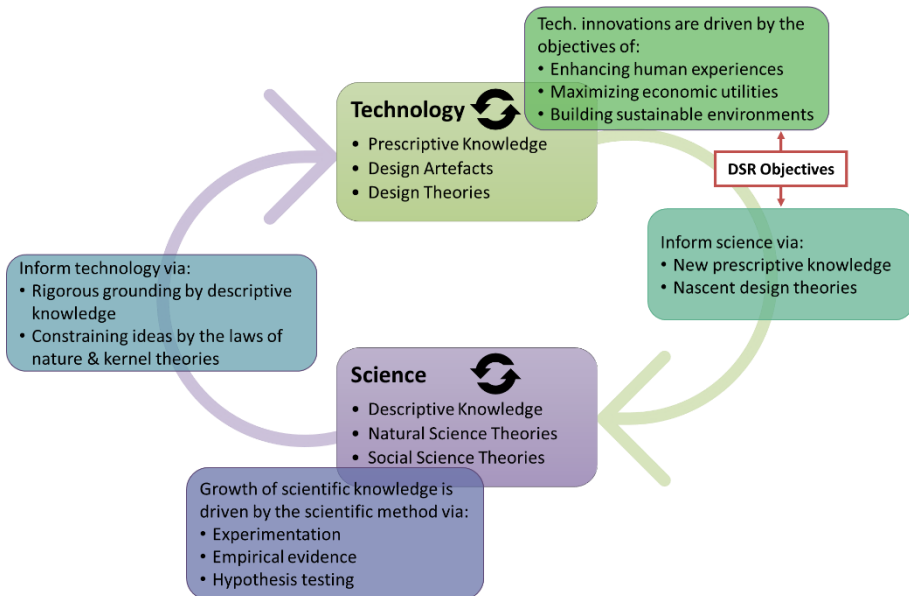 Tech. innovations are driven by the
objectives of:
• Enhancing human experiences
• Maximizing economic utilities
• Building sustainable environments
Technology
• Prescriptive Knowledge
• Design Artefacts
• Design Theories
DSR Objectives
Inform science via:
• New prescriptive knowledge
• Nascent design theories
Inform technology via:
• Rigorous grounding by descriptive
knowledge
• Constraining ideas by the laws of
nature & kernel theories
Science
• Descriptive Knowledge
• Natural Science Theories
• Social Science Theories
Growth of scientific knowledge is
driven by the scientific method via:
• Experimentation
• Empirical evidence
• Hypothesis testing